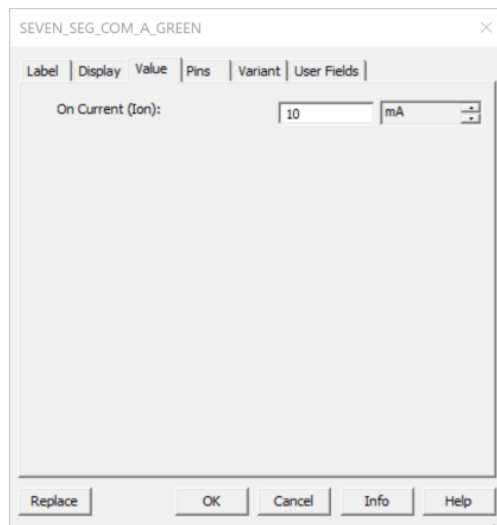 SEVEN_SEG_COM_A_GREEN
Label Display Value Pins Variant User Fields
On Current (Ion): 10 mA
Replace OK Cancel Info Help